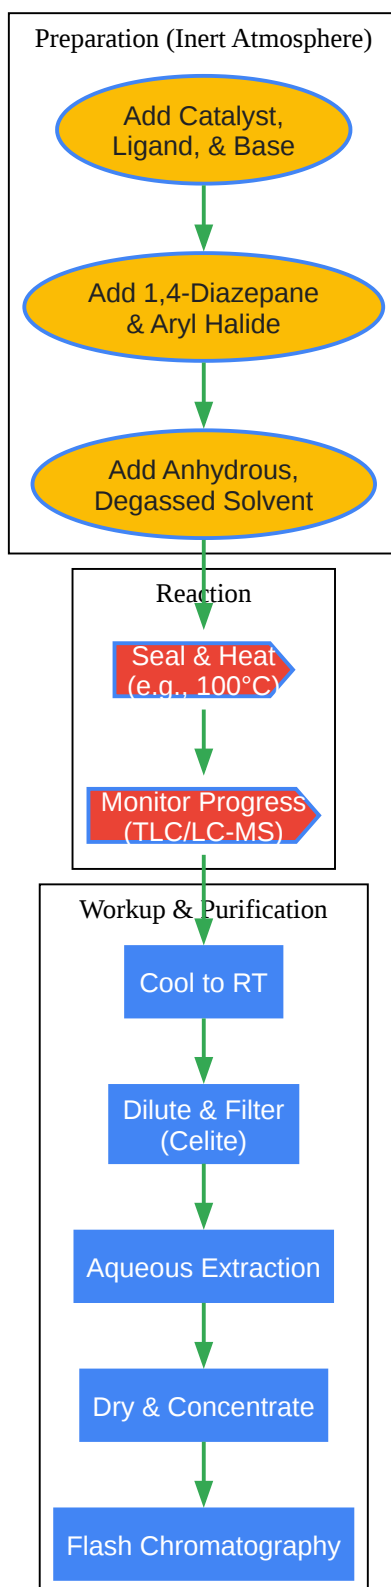 Preparation (Inert Atmosphere)
Add Catalyst,
Ligand, & Base
Add 1,4-Diazepane
& Aryl Halide
Add Anhydrous,
Degassed Solvent
Reaction
Seal & Heat
(e.g., 100°C)
Monitor Progress
(TLC/LC-MS)
Workup & Purification
Cool to RT
Dilute & Filter
(Celite)
Aqueous Extraction
Dry & Concentrate
Flash Chromatography